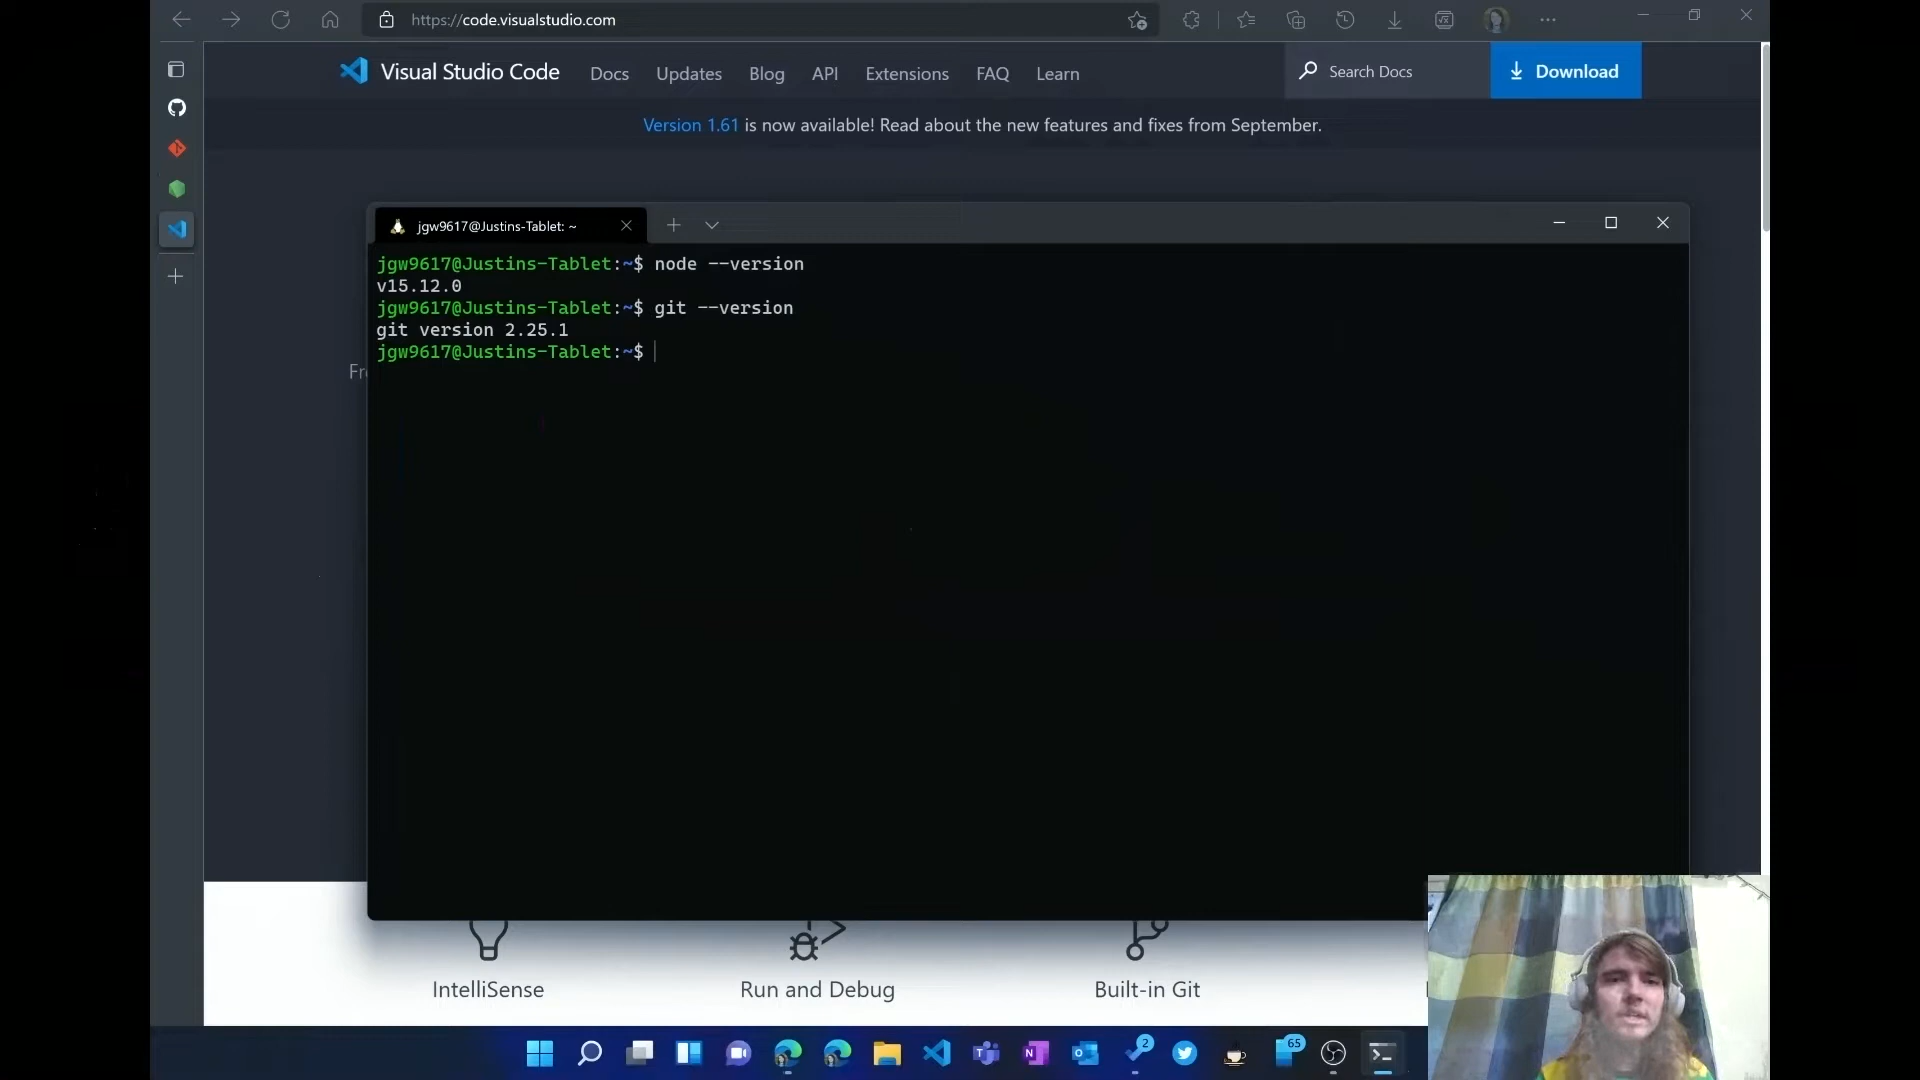 https://code.visualstudio.com
Visual Studio Code Docs Updates Blog API Extensions FAQ Learn Search Docs Download
Version 1.61 is now available! Read about the new features and fixes from September.
jgw9617@Justins-Tablet: ~
jgw9617@Justins-Tablet:~$ node --version
v15.12.0
jgw9617@Justins-Tablet:~$ git --version
git version 2.25.1
jgw9617@Justins-Tablet:~$
Fr
IntelliSense Run and Debug Built-in Git
2 65